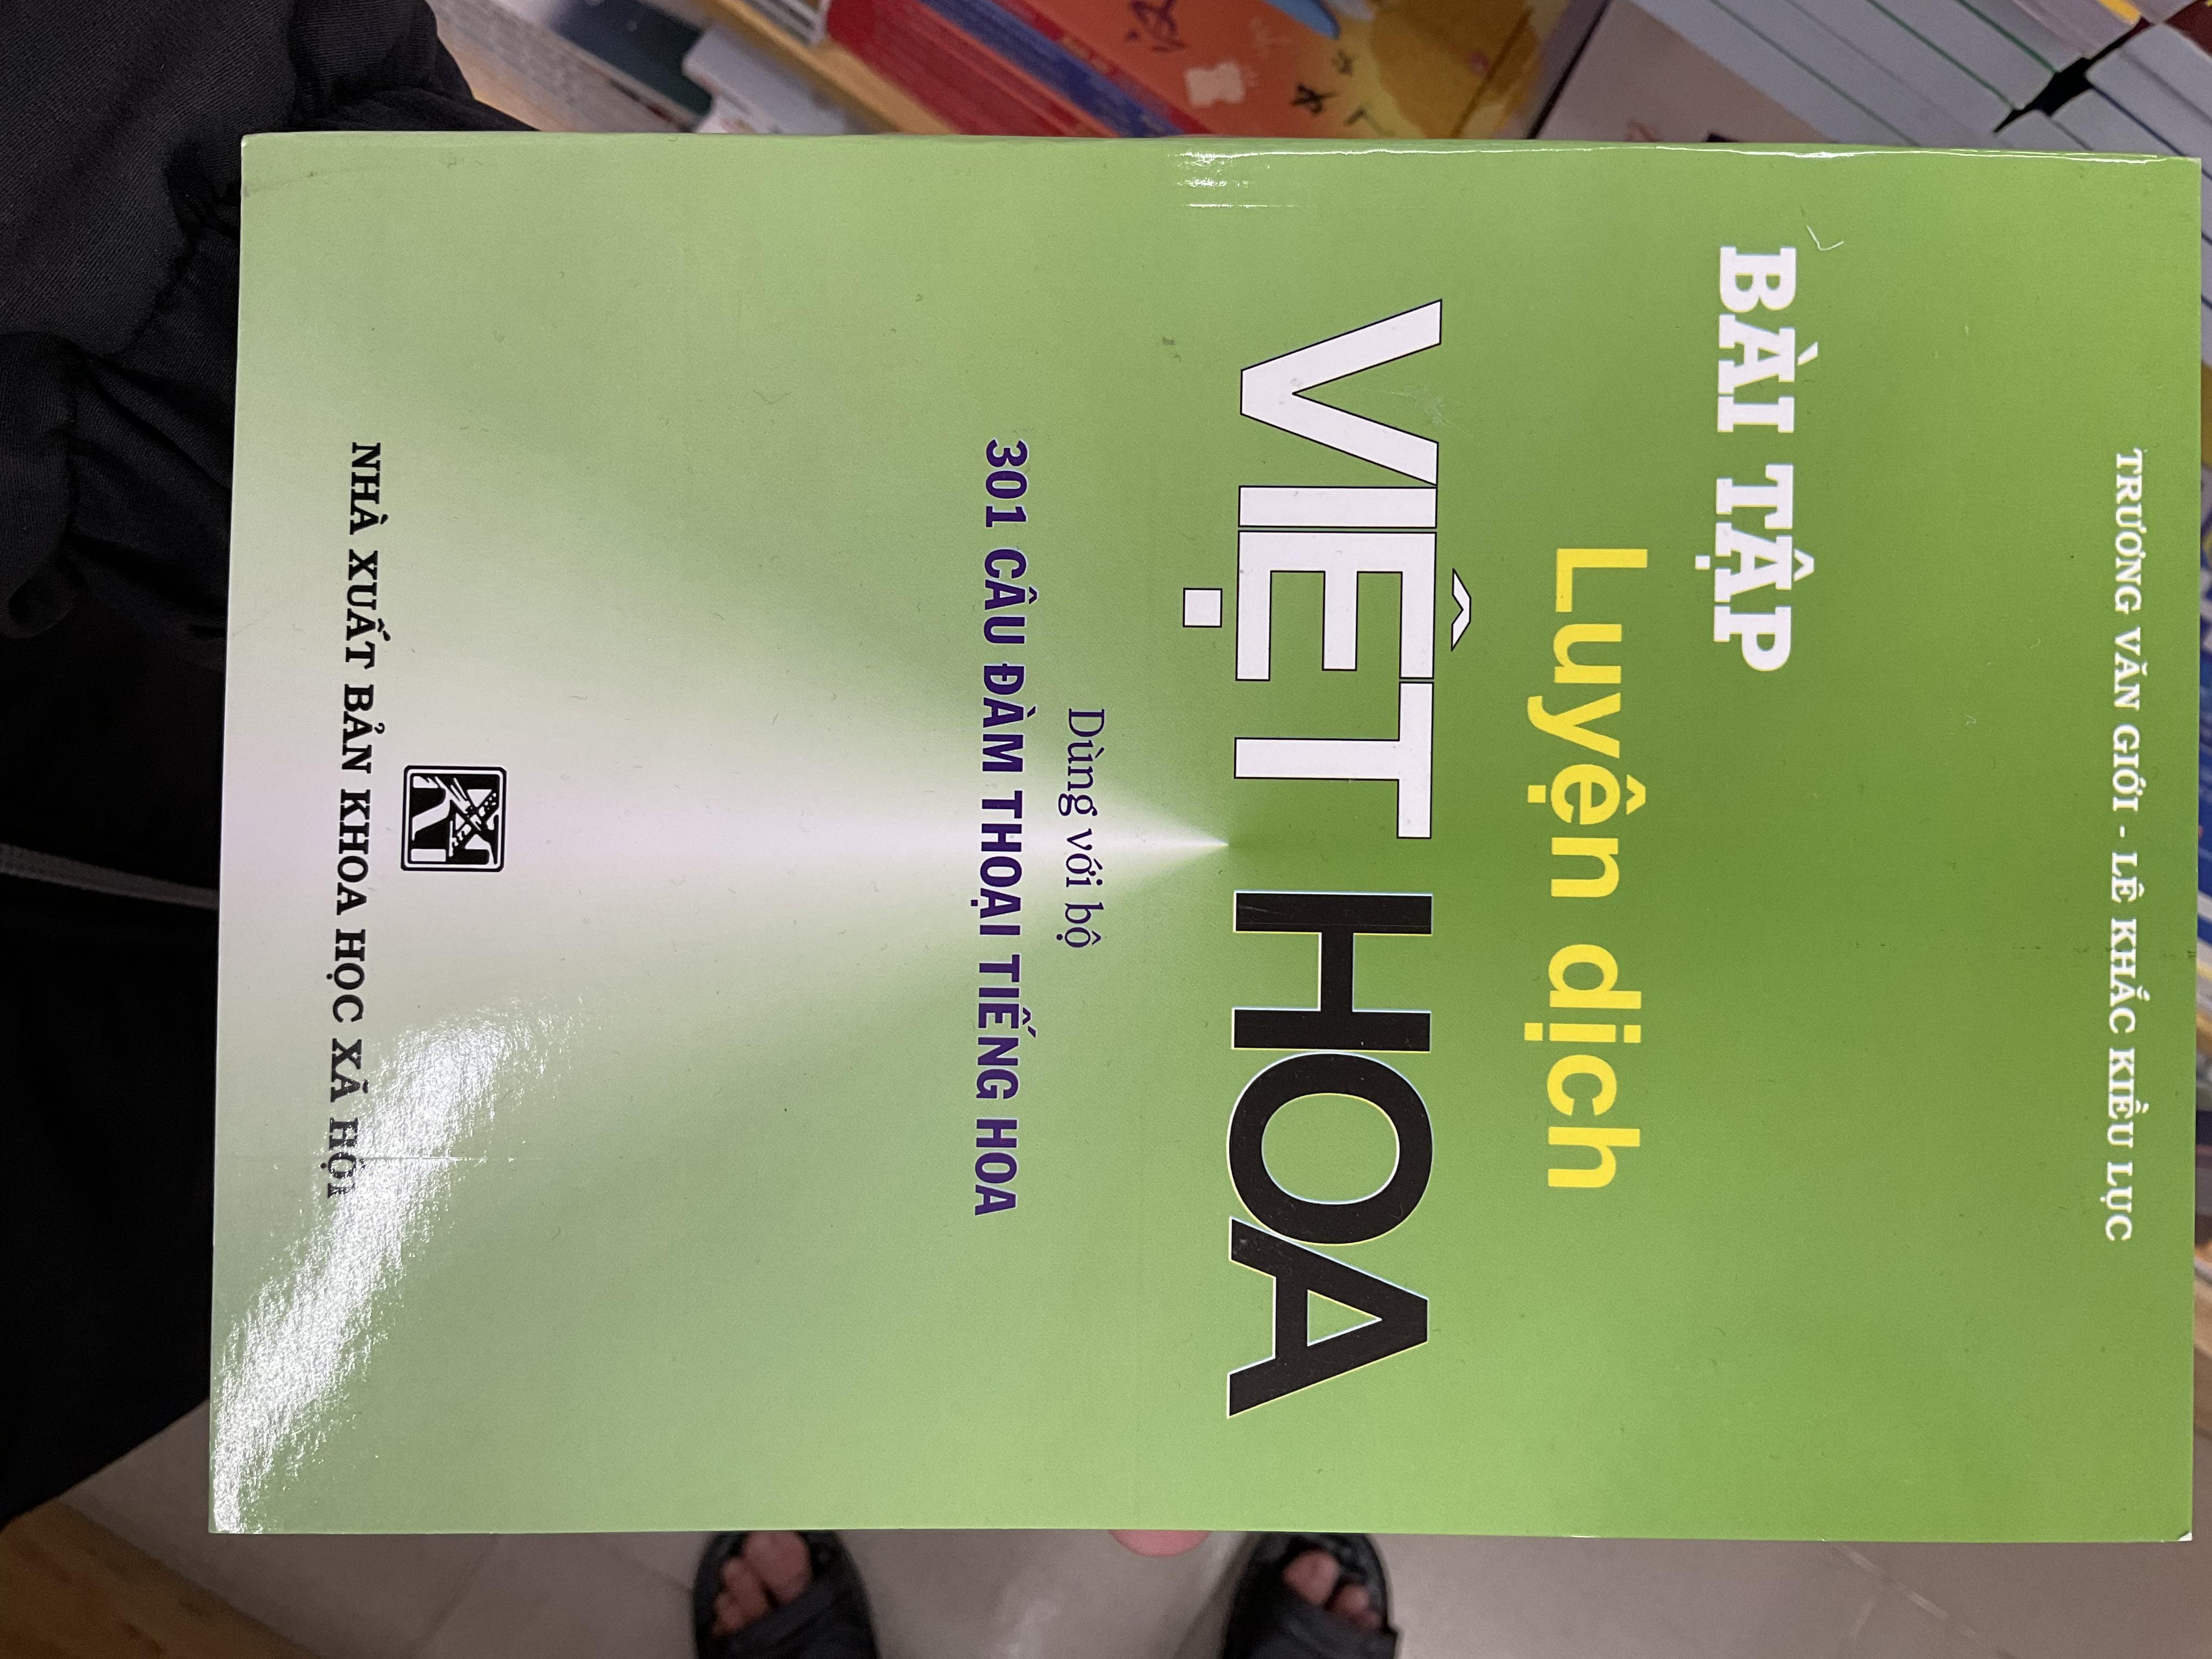 TRƯƠNG VĂN GIỚI - LÊ KHẮC KIỀU LỤC
BÀI TẬP
Luyện dịch
VIỆT HOA
Dùng với bộ
301 CÂU ĐÀM THOẠI TIẾNG HOA
NHÀ XUẤT BẢN KHOA HỌC XÃ HỘI